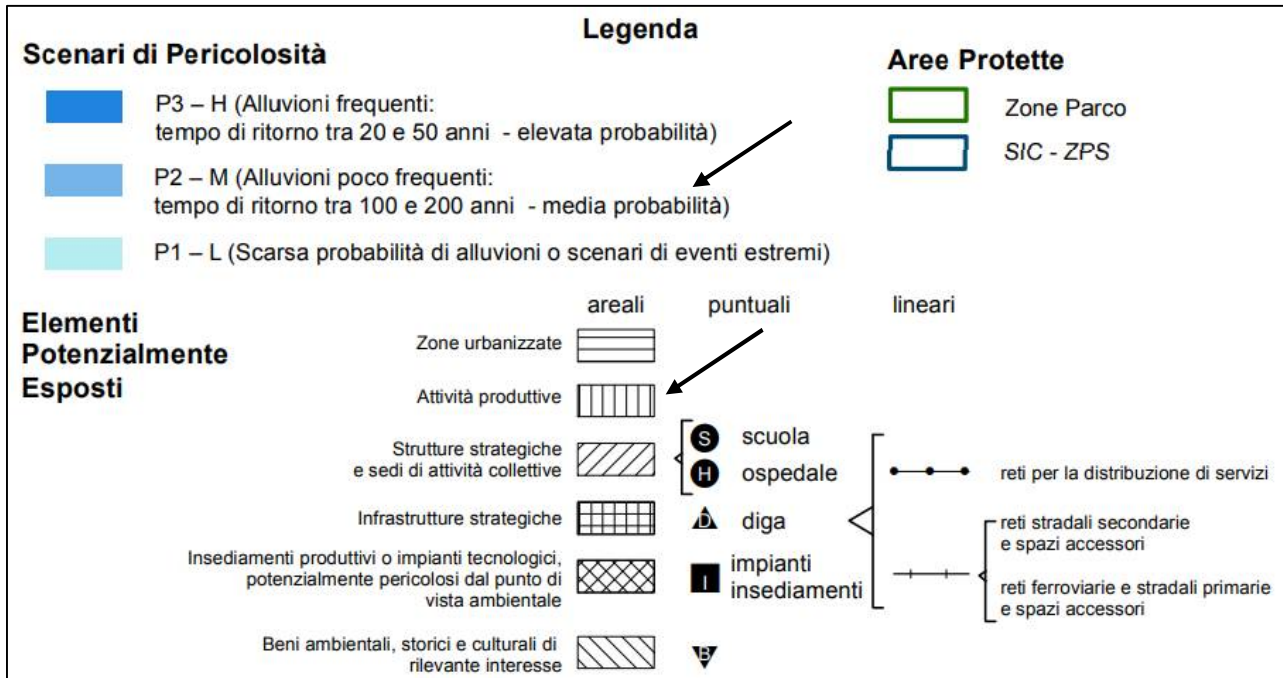 Legenda
Scenari di Pericolosità
P3 – H (Alluvioni frequenti:
tempo di ritorno tra 20 e 50 anni - elevata probabilità)
P2 – M (Alluvioni poco frequenti:
tempo di ritorno tra 100 e 200 anni - media probabilità)
P1 – L (Scarsa probabilità di alluvioni o scenari di eventi estremi)
Aree Protette
Zone Parco
SIC - ZPS
Elementi
Potenzialmente
Esposti
areali puntuali lineari
Zone urbanizzate
Attività produttive
Strutture strategiche
e sedi di attività collettive
Infrastrutture strategiche
Insediamenti produttivi o impianti tecnologici,
potenzialmente pericolosi dal punto di
vista ambientale
Beni ambientali, storici e culturali di
rilevante interesse
S scuola
H ospedale
D diga
I impianti
insediamenti
B
reti per la distribuzione di servizi
reti stradali secondarie
e spazi accessori
reti ferroviarie e stradali primarie
e spazi accessori